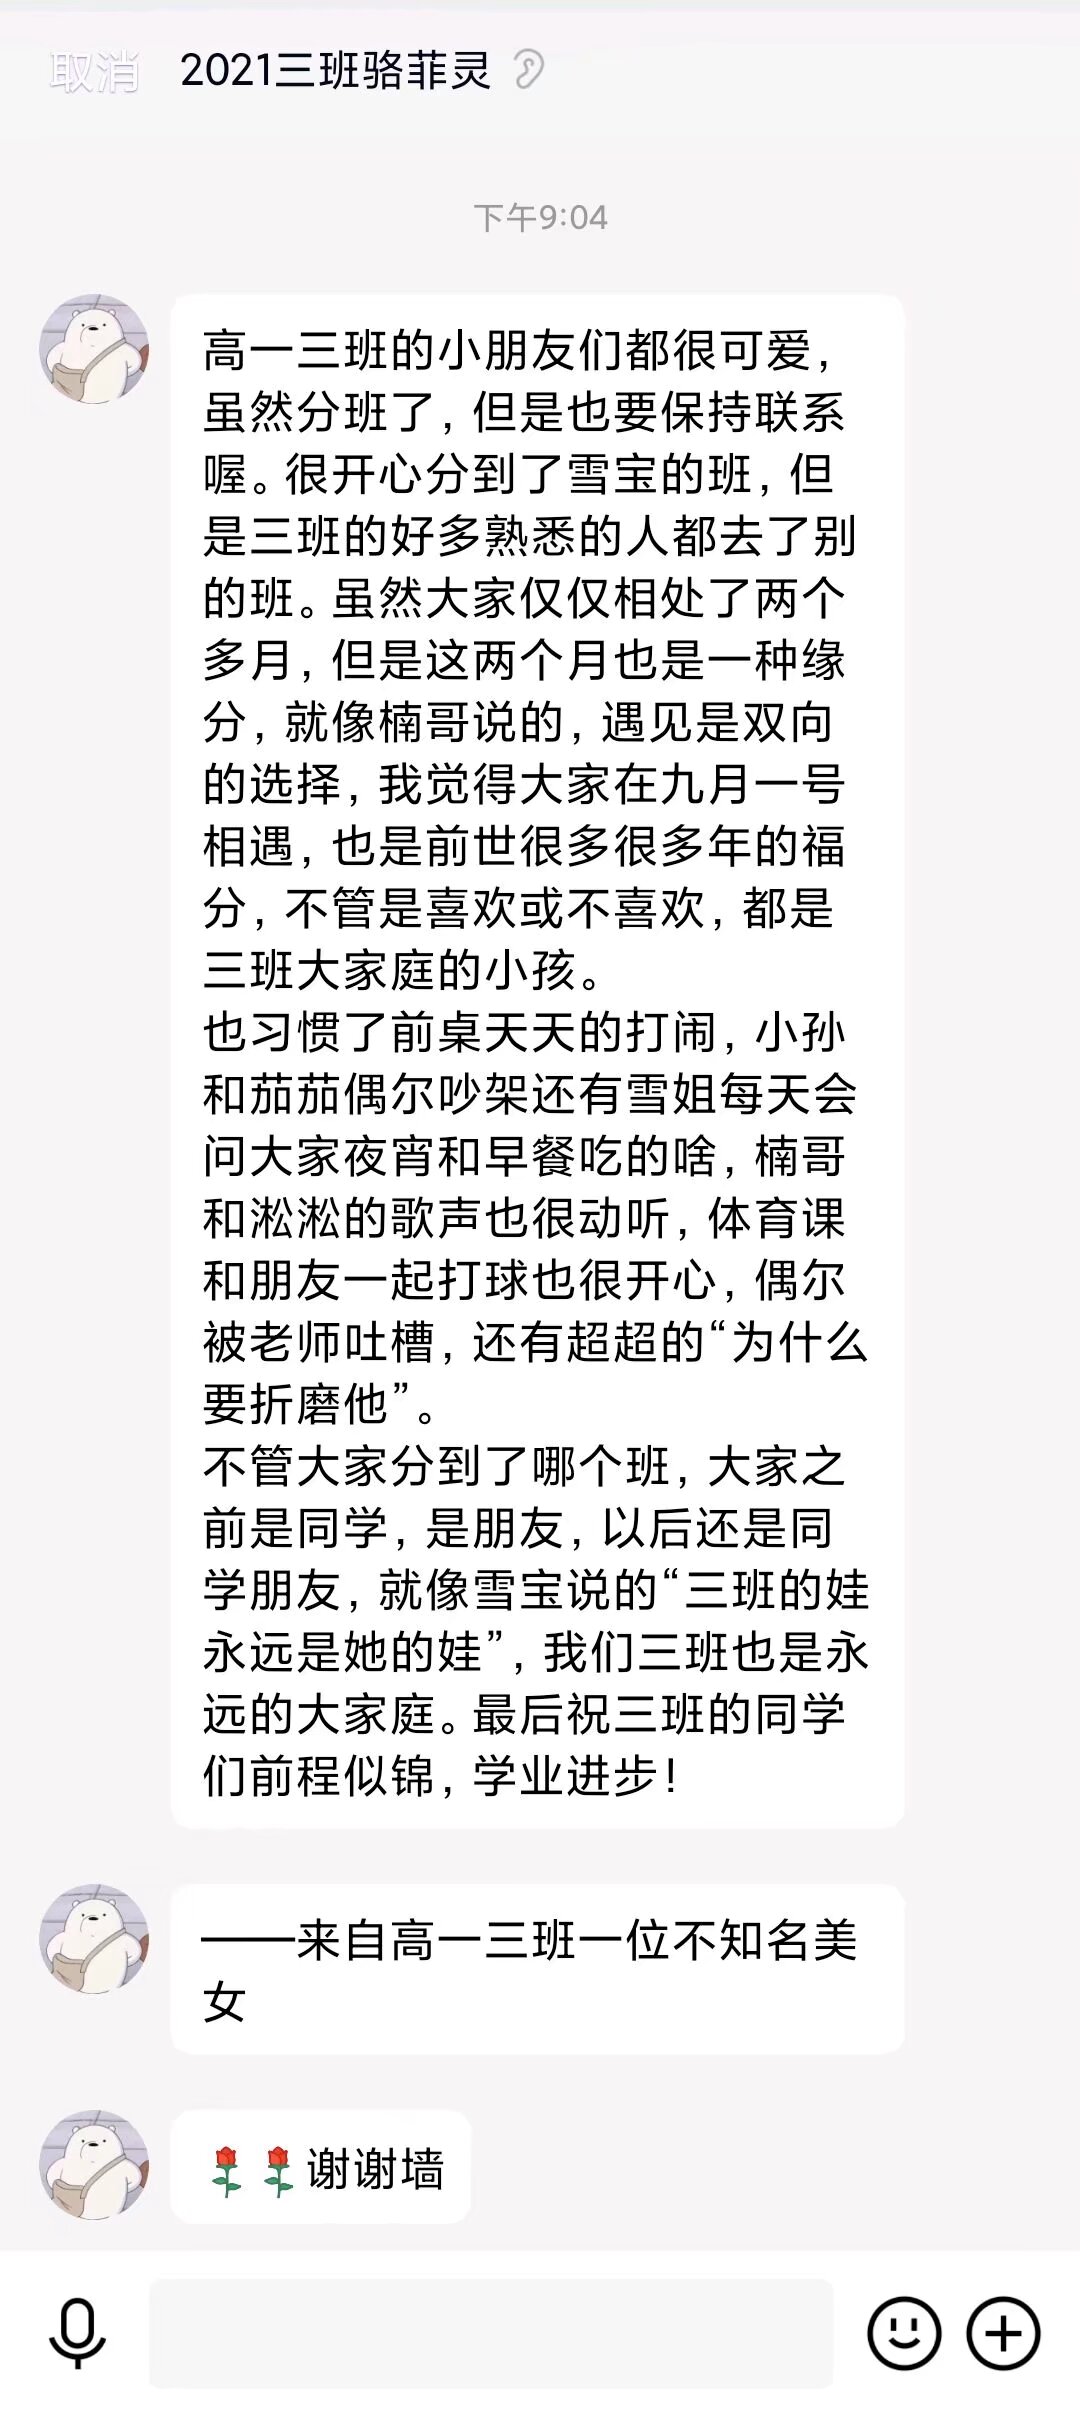 取消 2021三班骆菲灵
下午9:04
高一三班的小朋友们都很可爱，
虽然分班了，但是也要保持联系
喔。很开心分到了雪宝的班，但
是三班的好多熟悉的人都去了别
的班。虽然大家仅仅相处了两个
多月，但是这两个月也是一种缘
分，就像楠哥说的，遇见是双向
的选择，我觉得大家在九月一号
相遇，也是前世很多很多年的福
分，不管是喜欢或不喜欢，都是
三班大家庭的小孩。
也习惯了前桌天天的打闹，小孙
和茄茄偶尔吵架还有雪姐每天会
问大家夜宵和早餐吃的啥，楠哥
和淞淞的歌声也很动听，体育课
和朋友一起打球也很开心，偶尔
被老师吐槽，还有超超的“为什么
要折磨他”。
不管大家分到了哪个班，大家之
前是同学，是朋友，以后还是同
学朋友，就像雪宝说的“三班的娃
永远是她的娃”，我们三班也是永
远的大家庭。最后祝三班的同学
们前程似锦，学业进步！
——来自高一三班一位不知名美
女
🌹🌹谢谢墙